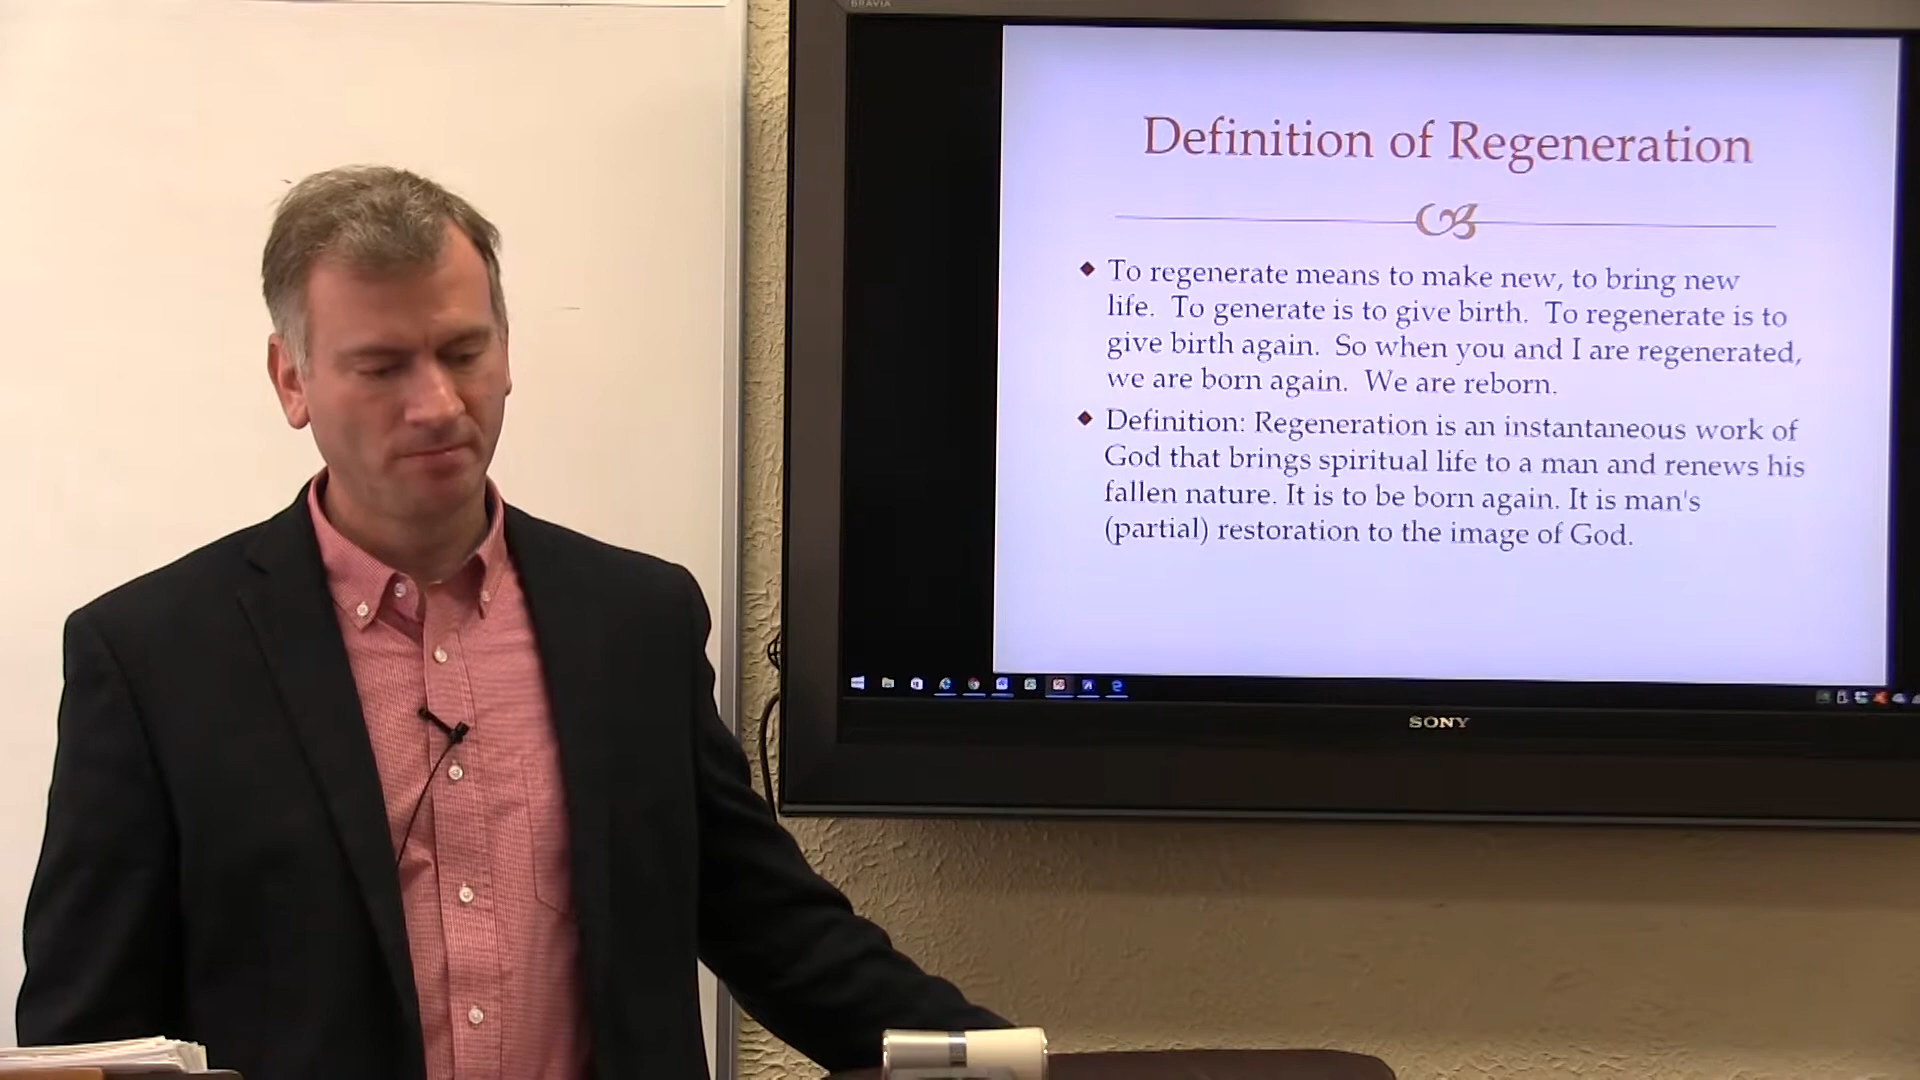 BRAVIA
Definition of Regeneration
To regenerate means to make new, to bring new
life. To generate is to give birth. To regenerate is to
give birth again. So when you and I are regenerated,
we are born again. We are reborn.
Definition: Regeneration is an instantaneous work of
God that brings spiritual life to a man and renews his
fallen nature. It is to be born again. It is man's
(partial) restoration to the image of God.
SONY